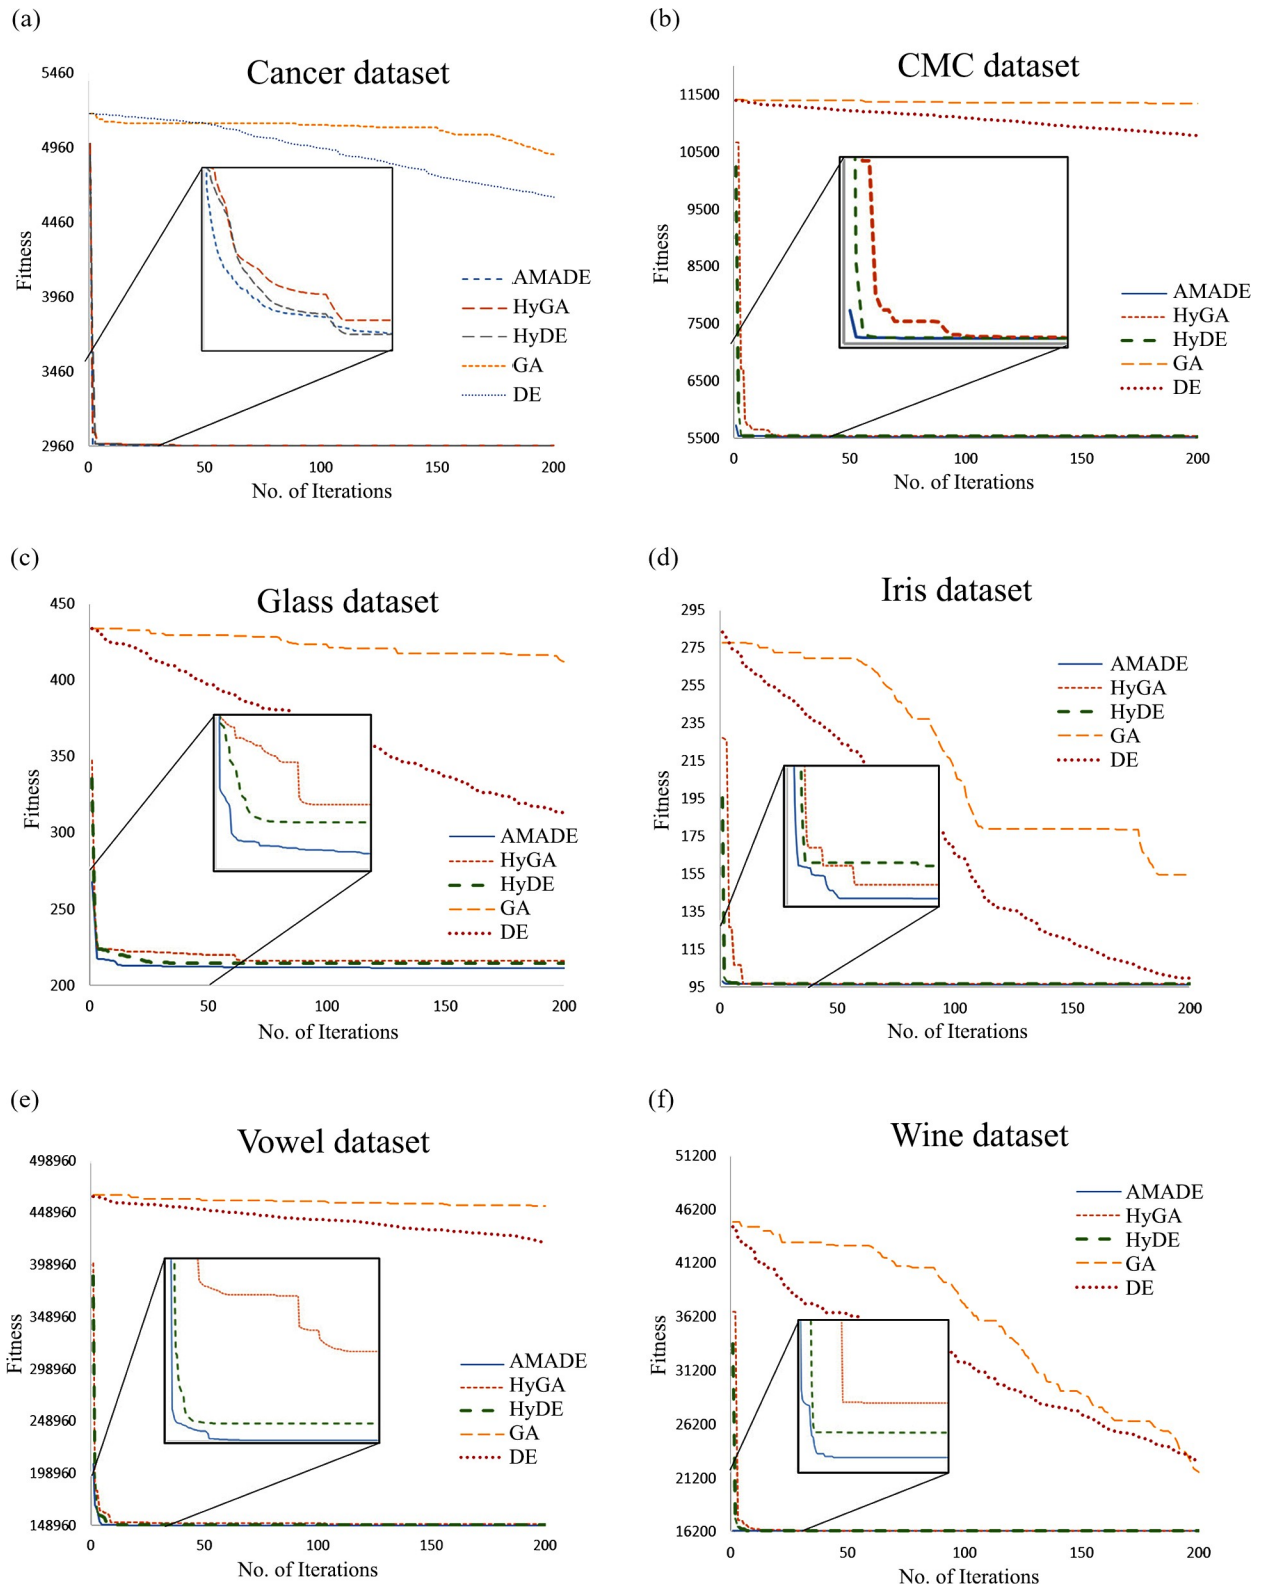 (a)
Cancer dataset
5460
4960
4460
3960
3460
2960
Fitness
0 50 100 150 200
No. of Iterations
AMADE
HyGA
HyDE
GA
DE
(b)
CMC dataset
11500
10500
9500
8500
7500
6500
5500
Fitness
0 50 100 150 200
No. of Iterations
AMADE
HyGA
HyDE
GA
DE
(c)
Glass dataset
450
400
350
300
250
200
Fitness
0 50 100 150 200
No. of Iterations
AMADE
HyGA
HyDE
GA
DE
(d)
Iris dataset
295
275
255
235
215
195
175
155
135
115
95
Fitness
0 50 100 150 200
No. of Iterations
AMADE
HyGA
HyDE
GA
DE
(e)
Vowel dataset
498960
448960
398960
348960
298960
248960
198960
148960
Fitness
0 50 100 150 200
No. of Iterations
AMADE
HyGA
HyDE
GA
DE
(f)
Wine dataset
51200
46200
41200
36200
31200
26200
21200
16200
Fitness
0 50 100 150 200
No. of Iterations
AMADE
HyGA
HyDE
GA
DE